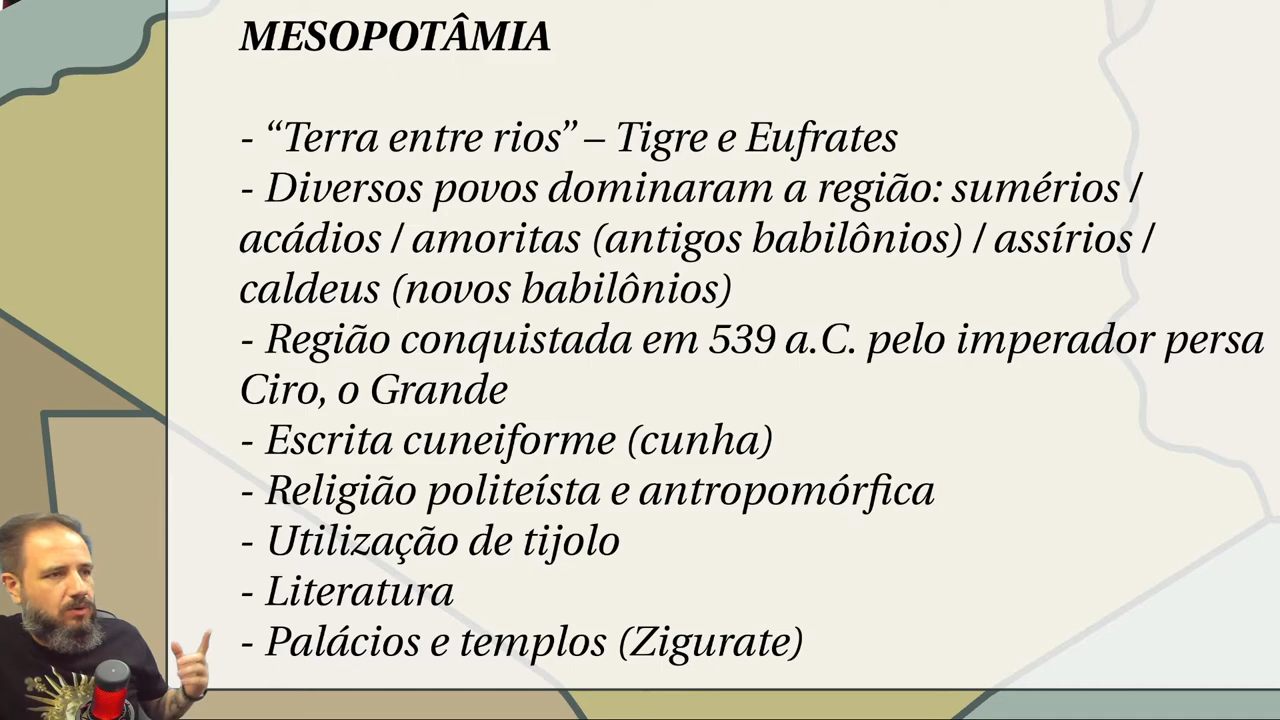 MESOPOTÂMIA
- “Terra entre rios” – Tigre e Eufrates
- Diversos povos dominaram a região: sumérios /
acádios / amoritas (antigos babilônios) / assírios /
caldeus (novos babilônios)
- Região conquistada em 539 a.C. pelo imperador persa
Ciro, o Grande
- Escrita cuneiforme (cunha)
- Religião politeísta e antropomórfica
- Utilização de tijolo
- Literatura
- Palácios e templos (Zigurate)